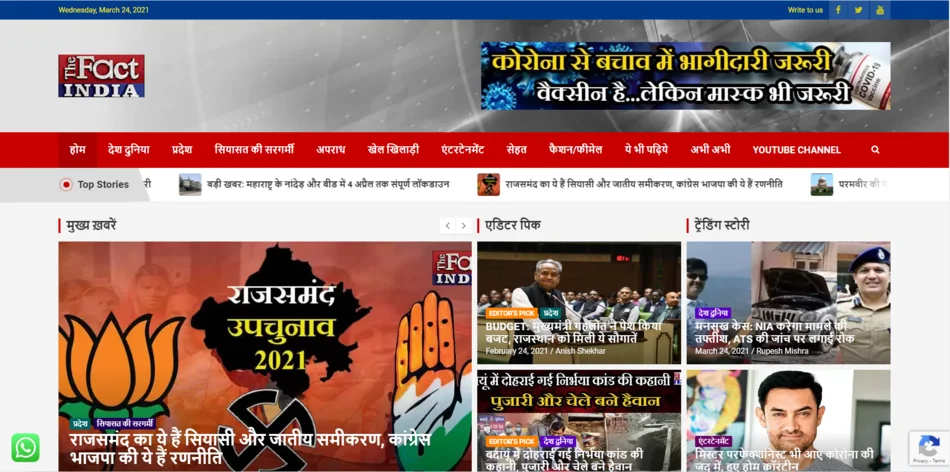 Wednesday, March 24, 2021
Write to us
The Fact INDIA
कोरोना से बचाव में भागीदारी जरूरी
वैक्सीन है...लेकिन मास्क भी जरूरी
COVID-19
Vaccine
होम देश दुनिया प्रदेश सियासत की सरगर्मी अपराध खेल खिलाड़ी एंटरटेनमेंट सेहत फैशन/फीमेल ये भी पढ़िये अभी अभी YOUTUBE CHANNEL
Top Stories
री
बड़ी खबर: महाराष्ट्र के नांदेड़ और बीड में 4 अप्रैल तक संपूर्ण लॉकडाउन
राजसमंद का ये हैं सियासी और जातीय समीकरण, कांग्रेस भाजपा की ये हैं रणनीति
परमवीर की
मुख्य ख़बरें
The Fact INDIA
राजसमंद
उपचुनाव
2021
प्रदेश सियासत की सरगर्मी
राजसमंद का ये हैं सियासी और जातीय समीकरण, कांग्रेस
भाजपा की ये हैं रणनीति
एडिटर पिक
EDITOR'S PICK प्रदेश
BUDGET: मुख्यमंत्री गहलोत ने पेश किया
बजट, राजस्थान को मिली ये सौगातें
February 24, 2021 / Anish Shekhar
यूं में दोहराई गई निर्भया कांड की कहानी
पुजारी और चेले बने हैवान
EDITOR'S PICK देश दुनिया
बदायूं में दोहराई गई निर्भया कांड की
कहानी, पुजारी और चेले बने हैवान
ट्रेंडिंग स्टोरी
देश दुनिया
मनसुख केस: NIA करेगा मामले की
तफ्तीश, ATS की जांच पर लगाई रोक
March 24, 2021 / Rupesh Mishra
एंटरटेनमेंट
मिस्टर परफेक्शनिस्ट भी आए कोरोना की
जद में, हुए होम क्वॉरंटीन
Privacy - Terms